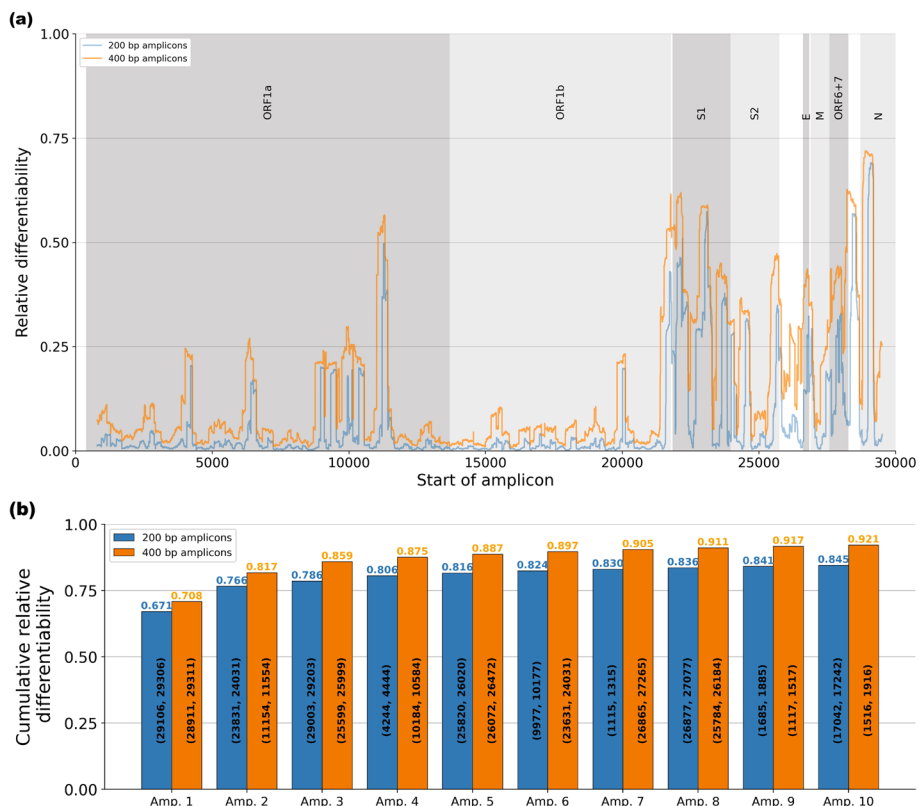 (a)
1.00
200 bp amplicons
400 bp amplicons
ORF1a
ORF1b
S1
S2
E
M
ORF6+7
N
0.75
0.50
0.25
0.00
Relative differentiability
0 5000 10000 15000 20000 25000 30000
Start of amplicon
(b)
1.00
200 bp amplicons
400 bp amplicons
0.75
0.50
0.25
0.00
Cumulative relative
differentiability
0.671 0.708 0.766 0.817 0.786 0.859 0.806 0.875 0.816 0.887 0.824 0.897 0.830 0.905 0.836 0.911 0.841 0.917 0.845 0.921
(29106, 29306)
(28911, 29311)
(23831, 24031)
(11154, 11554)
(29003, 29203)
(25599, 25999)
(4244, 4444)
(10184, 10584)
(25820, 26020)
(26072, 26472)
(9977, 10177)
(23631, 24031)
(1115, 1315)
(26865, 27265)
(26877, 27077)
(25784, 26184)
(1685, 1885)
(1117, 1517)
(17042, 17242)
(1516, 1916)
Amp. 1 Amp. 2 Amp. 3 Amp. 4 Amp. 5 Amp. 6 Amp. 7 Amp. 8 Amp. 9 Amp. 10